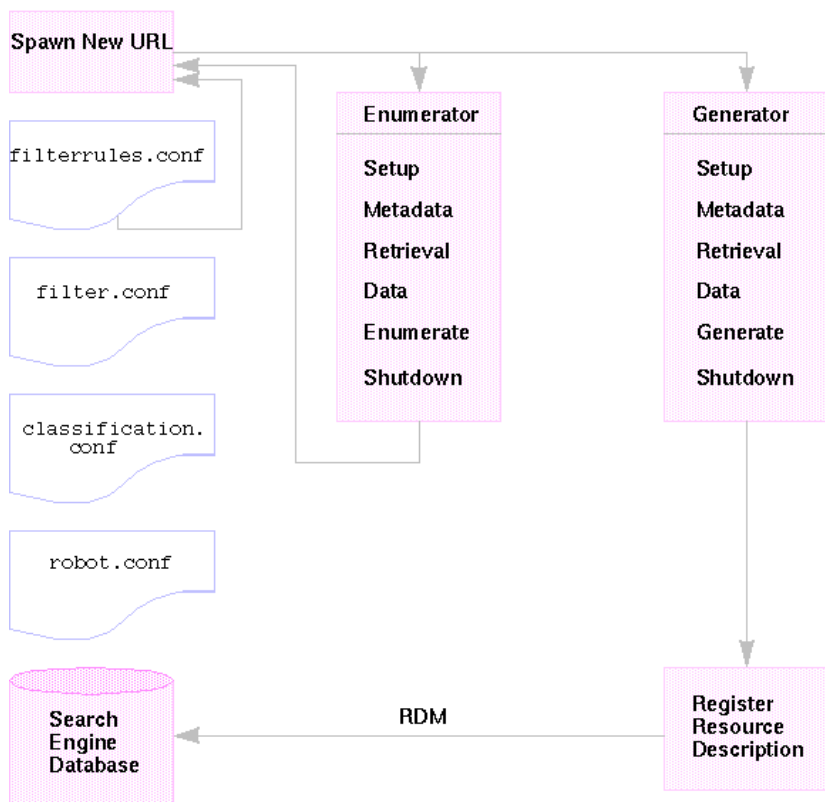 Spawn New URL
filterrules.conf
filter.conf
classification.
conf
robot.conf
Search
Engine
Database
Enumerator
Setup
Metadata
Retrieval
Data
Enumerate
Shutdown
Generator
Setup
Metadata
Retrieval
Data
Generate
Shutdown
RDM
Register
Resource
Description